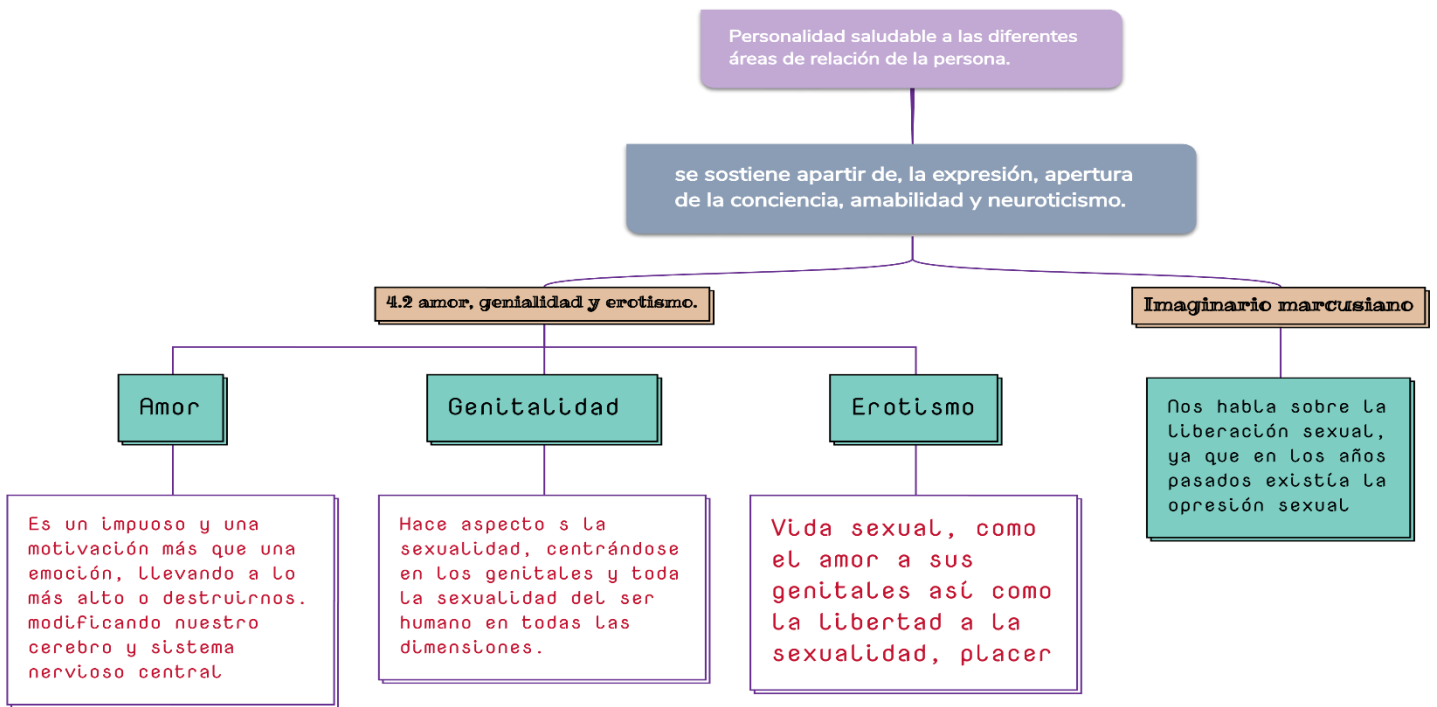 Personalidad saludable a las diferentes
áreas de relación de la persona.
se sostiene apartir de, la expresión, apertura
de la conciencia, amabilidad y neuroticismo.
4.2 amor, genialidad y erotismo.
Imaginario marcusiano
Amor
Genitalidad
Erotismo
Nos habla sobre la
liberación sexual,
ya que en los años
pasados existía la
opresión sexual
Es un impuoso y una
motivación más que una
emoción, llevando a lo
más alto o destruirnos.
modificando nuestro
cerebro y sistema
nervioso central
Hace aspecto s la
sexualidad, centrándose
en los genitales y toda
la sexualidad del ser
humano en todas las
dimensiones.
Vida sexual, como
el amor a sus
genitales así como
la libertad a la
sexualidad, placer